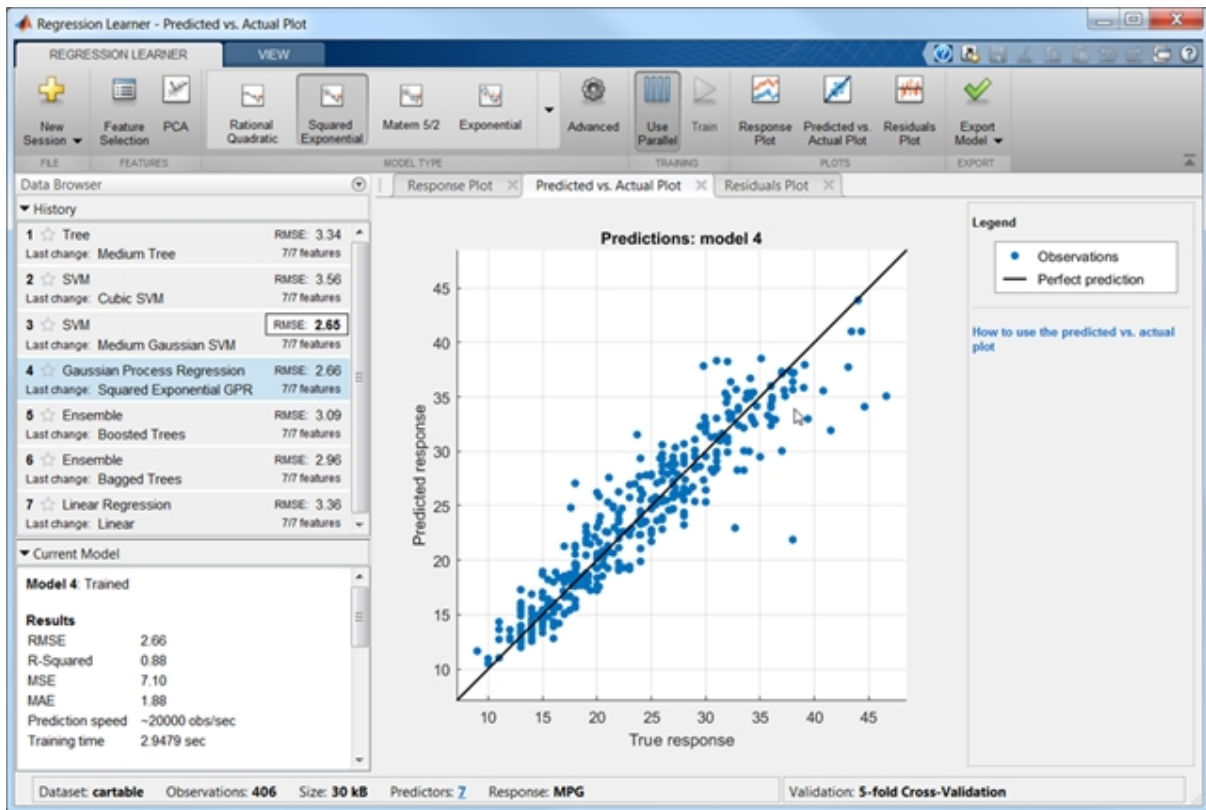 Regression Learner - Predicted vs. Actual Plot
REGRESSION LEARNER VIEW
New Session
Feature Selection
PCA
Rational Quadratic
Squared Exponential
Matern 5/2
Exponential
Advanced
Use Parallel
Train
Response Plot
Predicted vs. Actual Plot
Residuals Plot
Export Model
FILE FEATURES MODEL TYPE TRAINING PLOTS EXPORT
Data Browser
History
1 Tree RMSE: 3.34
Last change: Medium Tree 7/7 features
2 SVM RMSE: 3.56
Last change: Cubic SVM 7/7 features
3 SVM RMSE: 2.65
Last change: Medium Gaussian SVM 7/7 features
4 Gaussian Process Regression RMSE: 2.66
Last change: Squared Exponential GPR 7/7 features
5 Ensemble RMSE: 3.09
Last change: Boosted Trees 7/7 features
6 Ensemble RMSE: 2.96
Last change: Bagged Trees 7/7 features
7 Linear Regression RMSE: 3.36
Last change: Linear 7/7 features
Current Model
Model 4: Trained
Results
RMSE 2.66
R-Squared 0.88
MSE 7.10
MAE 1.88
Prediction speed ~20000 obs/sec
Training time 2.9479 sec
Response Plot Predicted vs. Actual Plot Residuals Plot
Predictions: model 4
Predicted response
45
40
35
30
25
20
15
10
10 15 20 25 30 35 40 45
True response
Legend
Observations
Perfect prediction
How to use the predicted vs. actual
plot
Dataset: cartable Observations: 406 Size: 30 kB Predictors: 7 Response: MPG Validation: 5-fold Cross-Validation